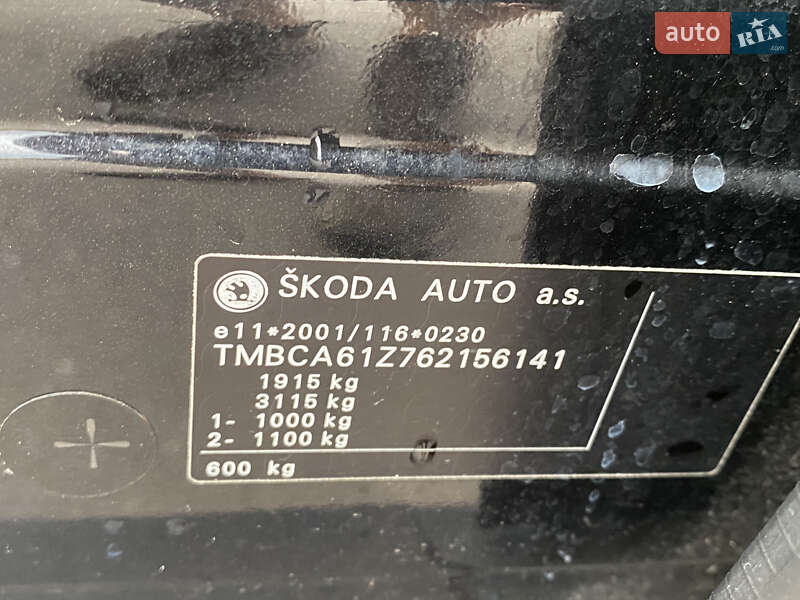 auto RIA .com
ŠKODA AUTO a.s.
e11*2001/116*0230
TMBCA61Z762156141
1915 kg
3115 kg
1- 1000 kg
2- 1100 kg
600 kg